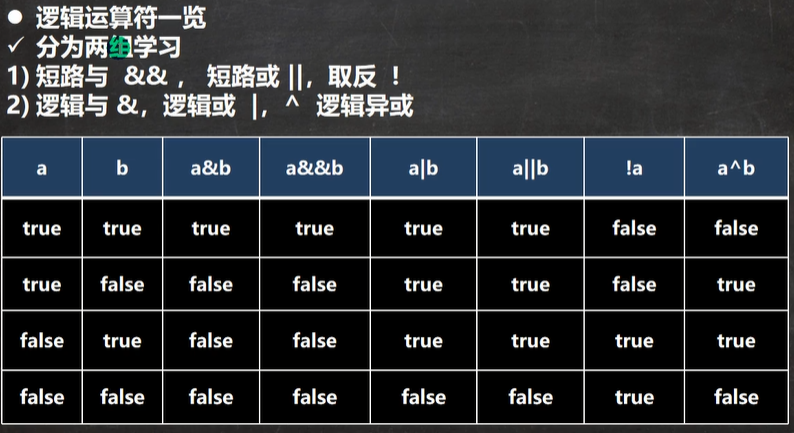 ● 逻辑运算符一览
✓ 分为两组学习
1) 短路与 && ， 短路或 ||，取反 ！
2) 逻辑与 &，逻辑或 |， ^ 逻辑异或
a b a&b a&&b a|b a||b !a a^b
true true true true true true false false
true false false false true true false true
false true false false true true true true
false false false false false false true false